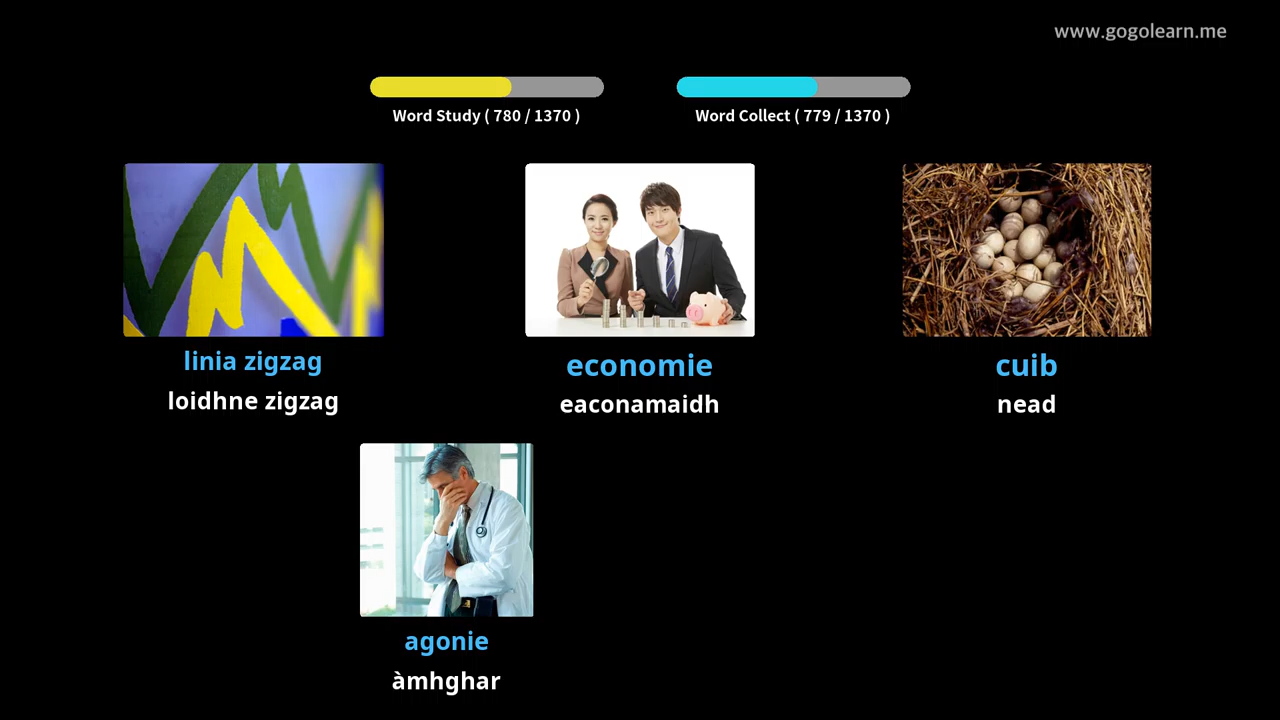 www.gogolearn.me
Word Study ( 780 / 1370 )
Word Collect ( 779 / 1370 )
linia zigzag
loidhne zigzag
economie
eaconamaidh
cuib
nead
agonie
àmhghar